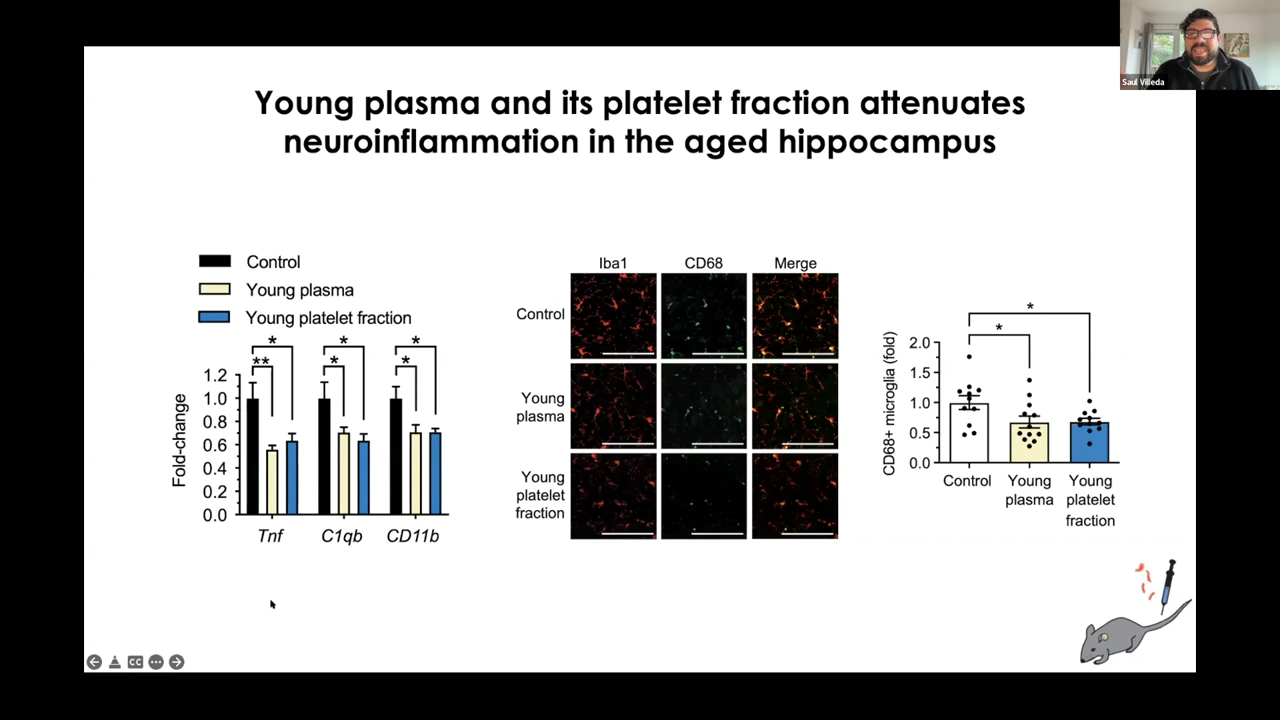 Saul Villeda
Young plasma and its platelet fraction attenuates
neuroinflammation in the aged hippocampus
Control
Young plasma
Young platelet fraction
Fold-change
1.2
1.0
0.8
0.6
0.4
0.2
0.0
**
*
*
*
*
*
Tnf
C1qb
CD11b
Iba1
CD68
Merge
Control
Young
plasma
Young
platelet
fraction
CD68+ microglia (fold)
2.0
1.5
1.0
0.5
0.0
*
*
Control
Young
plasma
Young
platelet
fraction
CC